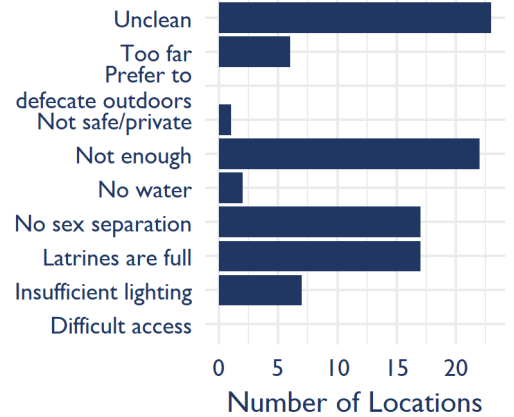 Unclean
Too far
Prefer to
defecate outdoors
Not safe/private
Not enough
No water
No sex separation
Latrines are full
Insufficient lighting
Difficult access
0 5 10 15 20
Number of Locations